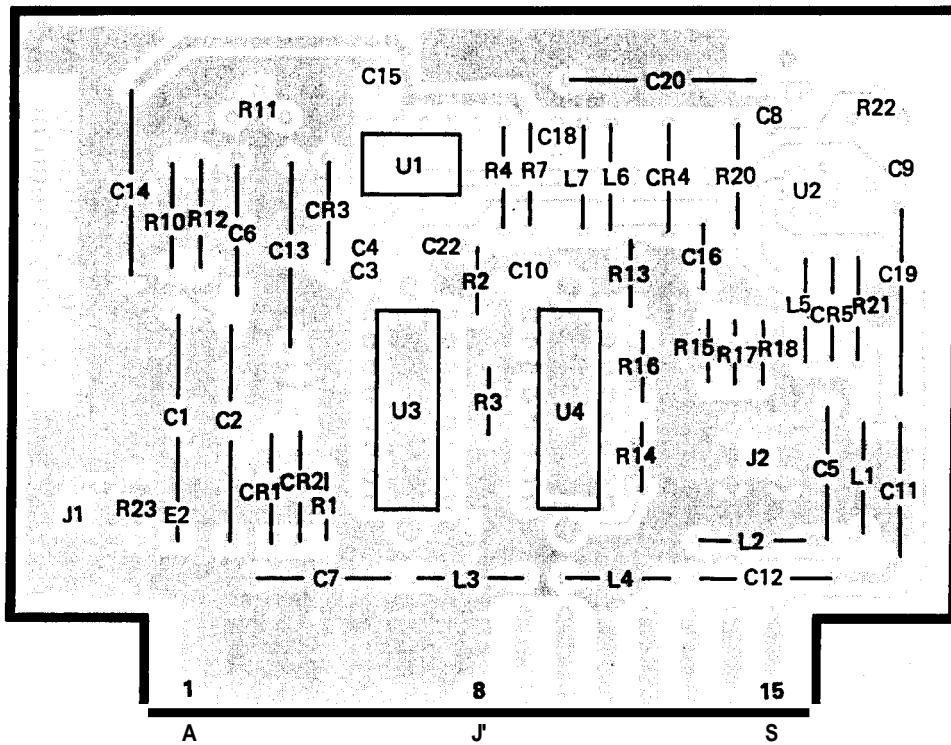 C15 C20
R11 C8 R22
C18
U1 R4 R7 L7 L6 CR4 R20 U2 C9
C14 R10 R12 C6 C13 CR3
C4 C22 C16
C3 R2 C10 R13 C19
L5 CR5 R21
R15 R17 R18
R16
C1 C2 U3 R3 U4
R14 J2 C5 L1
CR1 CR2 R1 C11
J1 R23 E2
L2
C7 L3 L4 C12
1 8 15
A J' S